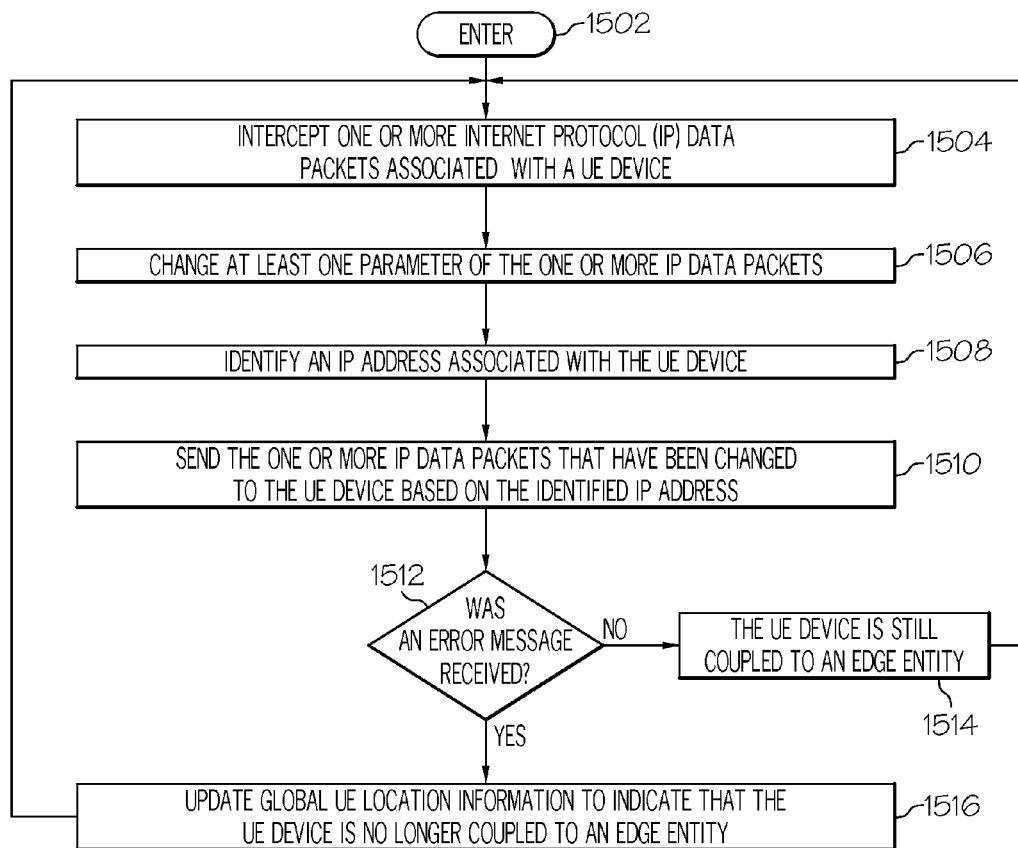 ENTER
1502
INTERCEPT ONE OR MORE INTERNET PROTOCOL (IP) DATA
PACKETS ASSOCIATED WITH A UE DEVICE
1504
CHANGE AT LEAST ONE PARAMETER OF THE ONE OR MORE IP DATA PACKETS
1506
IDENTIFY AN IP ADDRESS ASSOCIATED WITH THE UE DEVICE
1508
SEND THE ONE OR MORE IP DATA PACKETS THAT HAVE BEEN CHANGED
TO THE UE DEVICE BASED ON THE IDENTIFIED IP ADDRESS
1510
1512
WAS
AN ERROR MESSAGE
RECEIVED?
NO
THE UE DEVICE IS STILL
COUPLED TO AN EDGE ENTITY
1514
YES
UPDATE GLOBAL UE LOCATION INFORMATION TO INDICATE THAT THE
UE DEVICE IS NO LONGER COUPLED TO AN EDGE ENTITY
1516